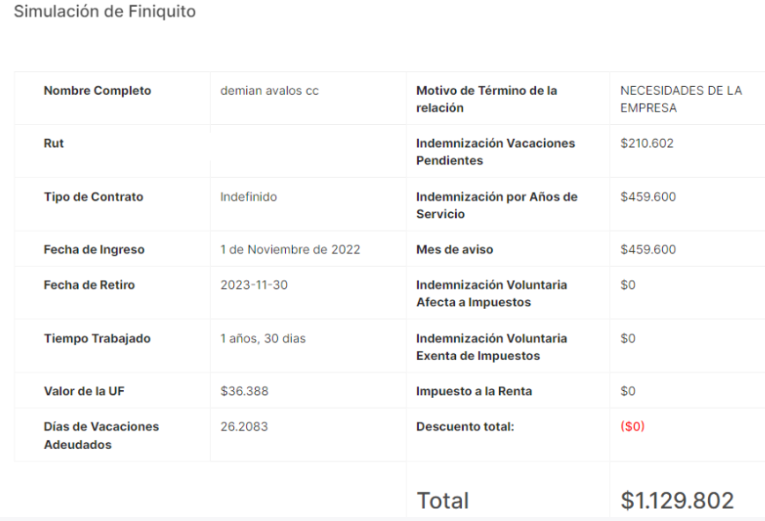 Simulación de Finiquito
Nombre Completo
demian avalos cc
Motivo de Término de la
relación
NECESIDADES DE LA
EMPRESA
Rut
Indemnización Vacaciones
Pendientes
$210.602
Tipo de Contrato
Indefinido
Indemnización por Años de
Servicio
$459.600
Fecha de Ingreso
1 de Noviembre de 2022
Mes de aviso
$459.600
Fecha de Retiro
2023-11-30
Indemnización Voluntaria
Afecta a Impuestos
$0
Tiempo Trabajado
1 años, 30 dias
Indemnización Voluntaria
Exenta de Impuestos
$0
Valor de la UF
$36.388
Impuesto a la Renta
$0
Días de Vacaciones
Adeudados
26.2083
Descuento total:
($0)
Total
$1.129.802